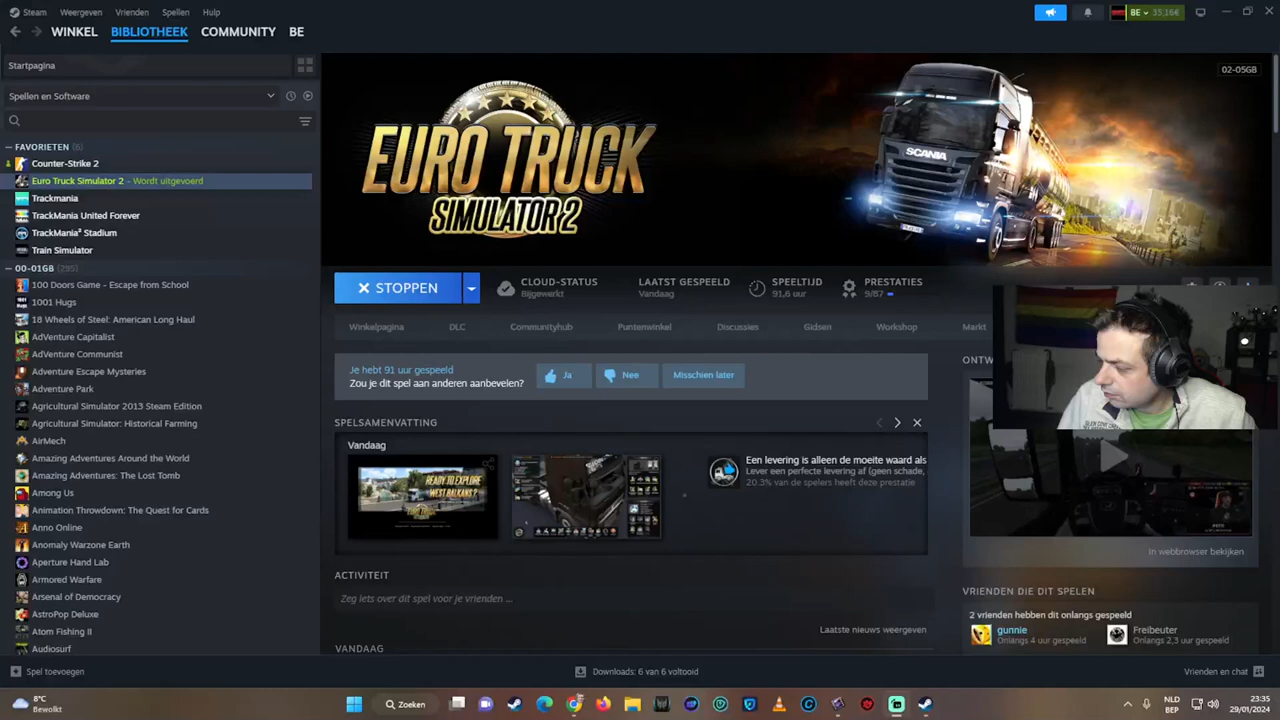 Steam Weergeven Vrienden Spellen Hulp
BE 35,16€
WINKEL BIBLIOTHEEK COMMUNITY BE
Startpagina
Spellen en Software
FAVORIETEN (6)
Counter-Strike 2
Euro Truck Simulator 2 - Wordt uitgevoerd
Trackmania
TrackMania United Forever
TrackMania² Stadium
Train Simulator
00-01GB (295)
100 Doors Game - Escape from School
1001 Hugs
18 Wheels of Steel: American Long Haul
AdVenture Capitalist
AdVenture Communist
Adventure Escape Mysteries
Adventure Park
Agricultural Simulator 2013 Steam Edition
Agricultural Simulator: Historical Farming
AirMech
Amazing Adventures Around the World
Amazing Adventures: The Lost Tomb
Among Us
Animation Throwdown: The Quest for Cards
Anno Online
Anomaly Warzone Earth
Aperture Hand Lab
Armored Warfare
Arsenal of Democracy
AstroPop Deluxe
Atom Fishing II
Audiosurf
Spel toevoegen
02-05GB
EURO TRUCK
SIMULATOR 2
SCANIA
STOPPEN
CLOUD-STATUS
Bijgewerkt
LAATST GESPEELD
Vandaag
SPEELTIJD
91,6 uur
PRESTATIES
9/87
Winkelpagina DLC Communityhub Puntenwinkel Discussies Gidsen Workshop Markt
Je hebt 91 uur gespeeld
Zou je dit spel aan anderen aanbevelen?
Ja Nee Misschien later
SPELSAMENVATTING
Vandaag
READY TO EXPLORE
WEST BALKANS?
Een levering is alleen de moeite waard als
Lever een perfecte levering af (geen schade,
20.3% van de spelers heeft deze prestatie
ACTIVITEIT
Zeg iets over dit spel voor je vrienden ...
Laatste nieuws weergeven
VANDAAG
ONTW
In webbrowser bekijken
VRIENDEN DIE DIT SPELEN
2 vrienden hebben dit onlangs gespeeld
gunnie
Onlangs 4 uur gespeeld
Freibeuter
Onlangs 2,3 uur gespeeld
Downloads: 6 van 6 voltooid
Vrienden en chat
8°C
Bewolkt
Zoeken
NLD
BEP
23:35
29/01/2024